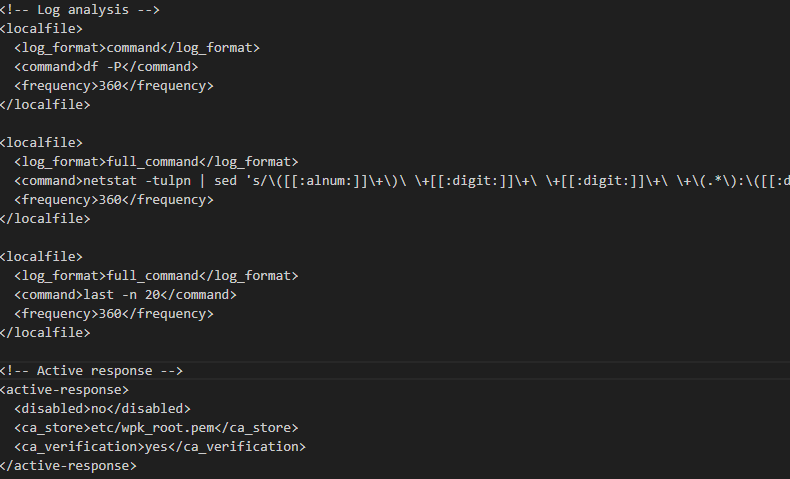 <!-- Log analysis -->
<localfile>
  <log_format>command</log_format>
  <command>df -P</command>
  <frequency>360</frequency>
</localfile>

<localfile>
  <log_format>full_command</log_format>
  <command>netstat -tulpn | sed 's/\([[:alnum:]]\+\)\ \+[[:digit:]]\+\ \+[[:digit:]]\+\ \+\(.*\):\([[:d
  <frequency>360</frequency>
</localfile>

<localfile>
  <log_format>full_command</log_format>
  <command>last -n 20</command>
  <frequency>360</frequency>
</localfile>

<!-- Active response -->
<active-response>
  <disabled>no</disabled>
  <ca_store>etc/wpk_root.pem</ca_store>
  <ca_verification>yes</ca_verification>
</active-response>